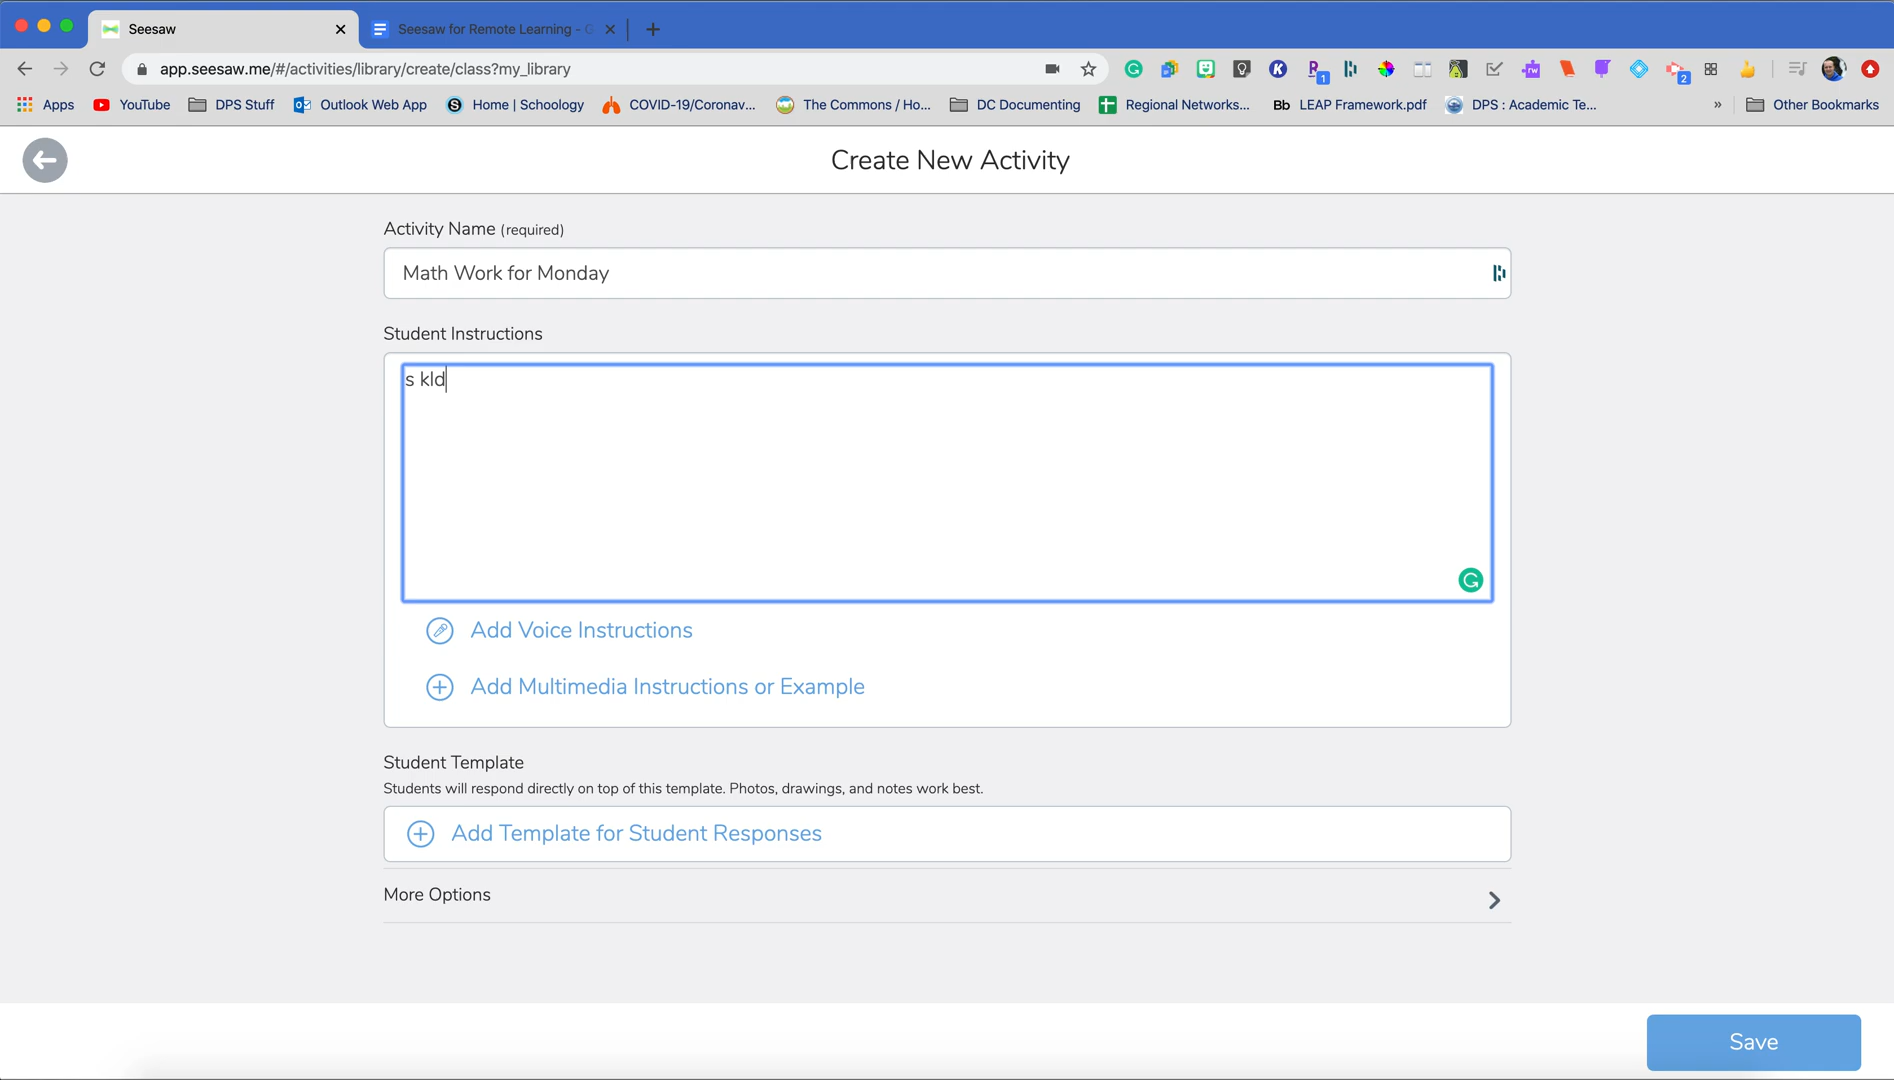 Seesaw
Seesaw for Remote Learning - G
app.seesaw.me/#/activities/library/create/class?my_library
1
rw
2
Apps
YouTube
DPS Stuff
Outlook Web App
Home | Schoology
COVID-19/Coronav...
The Commons / Ho...
DC Documenting
Regional Networks...
Bb LEAP Framework.pdf
DPS : Academic Te...
»
Other Bookmarks
Create New Activity
Activity Name (required)
Math Work for Monday
Student Instructions
s kld
Add Voice Instructions
Add Multimedia Instructions or Example
Student Template
Students will respond directly on top of this template. Photos, drawings, and notes work best.
Add Template for Student Responses
More Options
Save